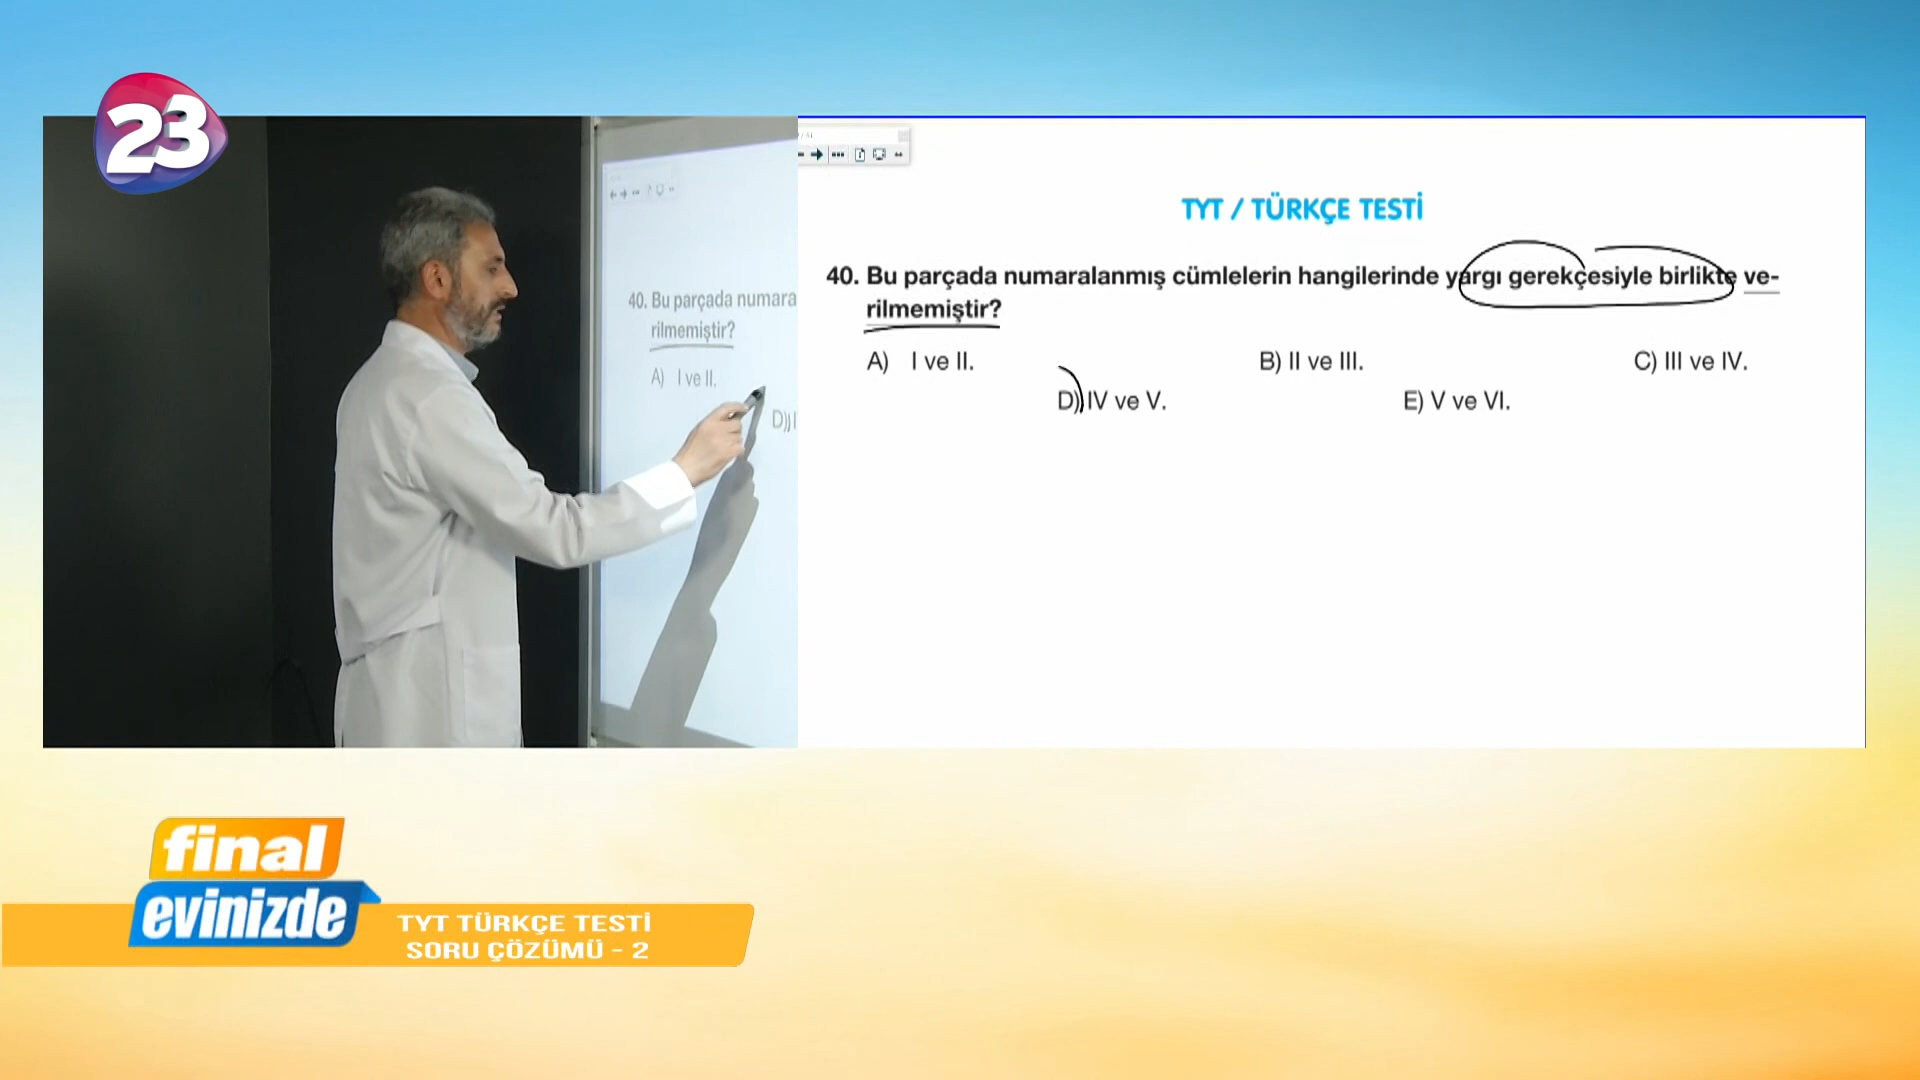 23
TYT / TÜRKÇE TESTİ
40. Bu parçada numaralanmış cümlelerin hangilerinde yargı gerekçesiyle birlikte ve-
rilmemiştir?
A) I ve II.
B) II ve III.
C) III ve IV.
D) IV ve V.
E) V ve VI.
40. Bu parçada numara
rilmemiştir?
A) I ve II.
D) I
final
evinizde
TYT TÜRKÇE TESTİ
SORU ÇÖZÜMÜ - 2